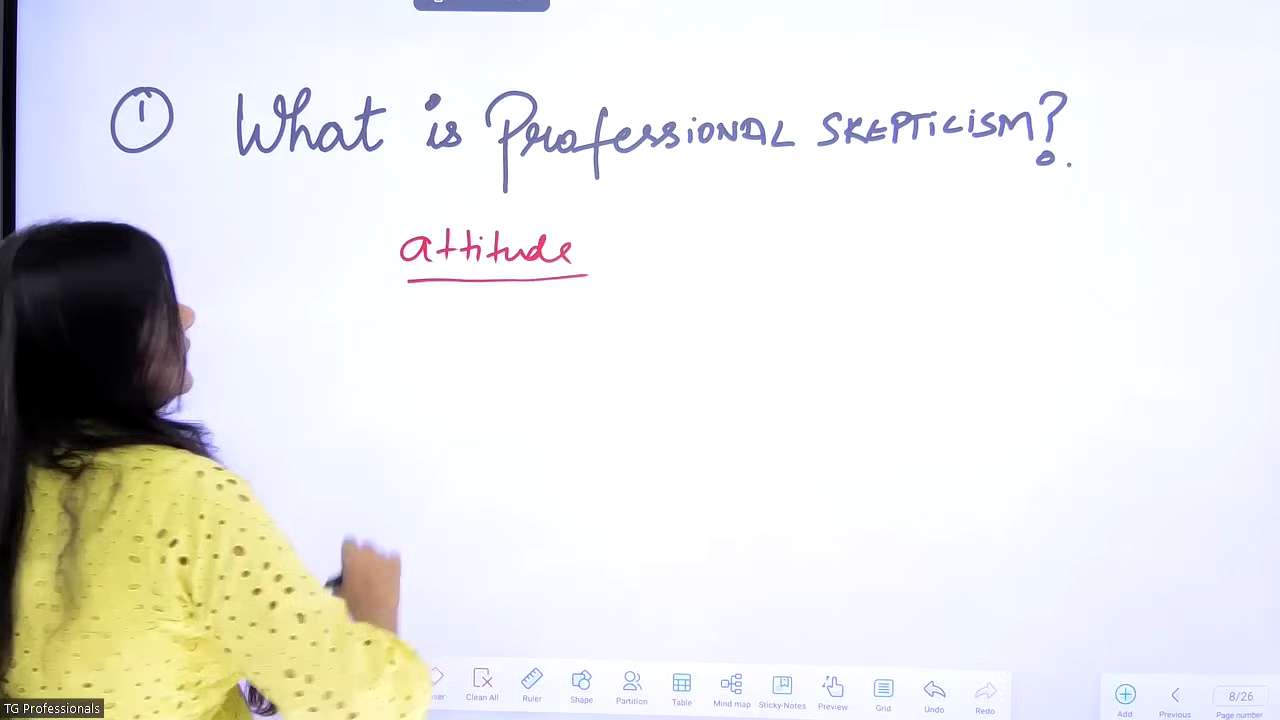 ① What is Professional SKEPTICISM?
attitude
Clean All Ruler Shape Partition Table Mind map Sticky-Notes Preview Grid Undo Redo Add Previous 8/26 Page number
TG Professionals